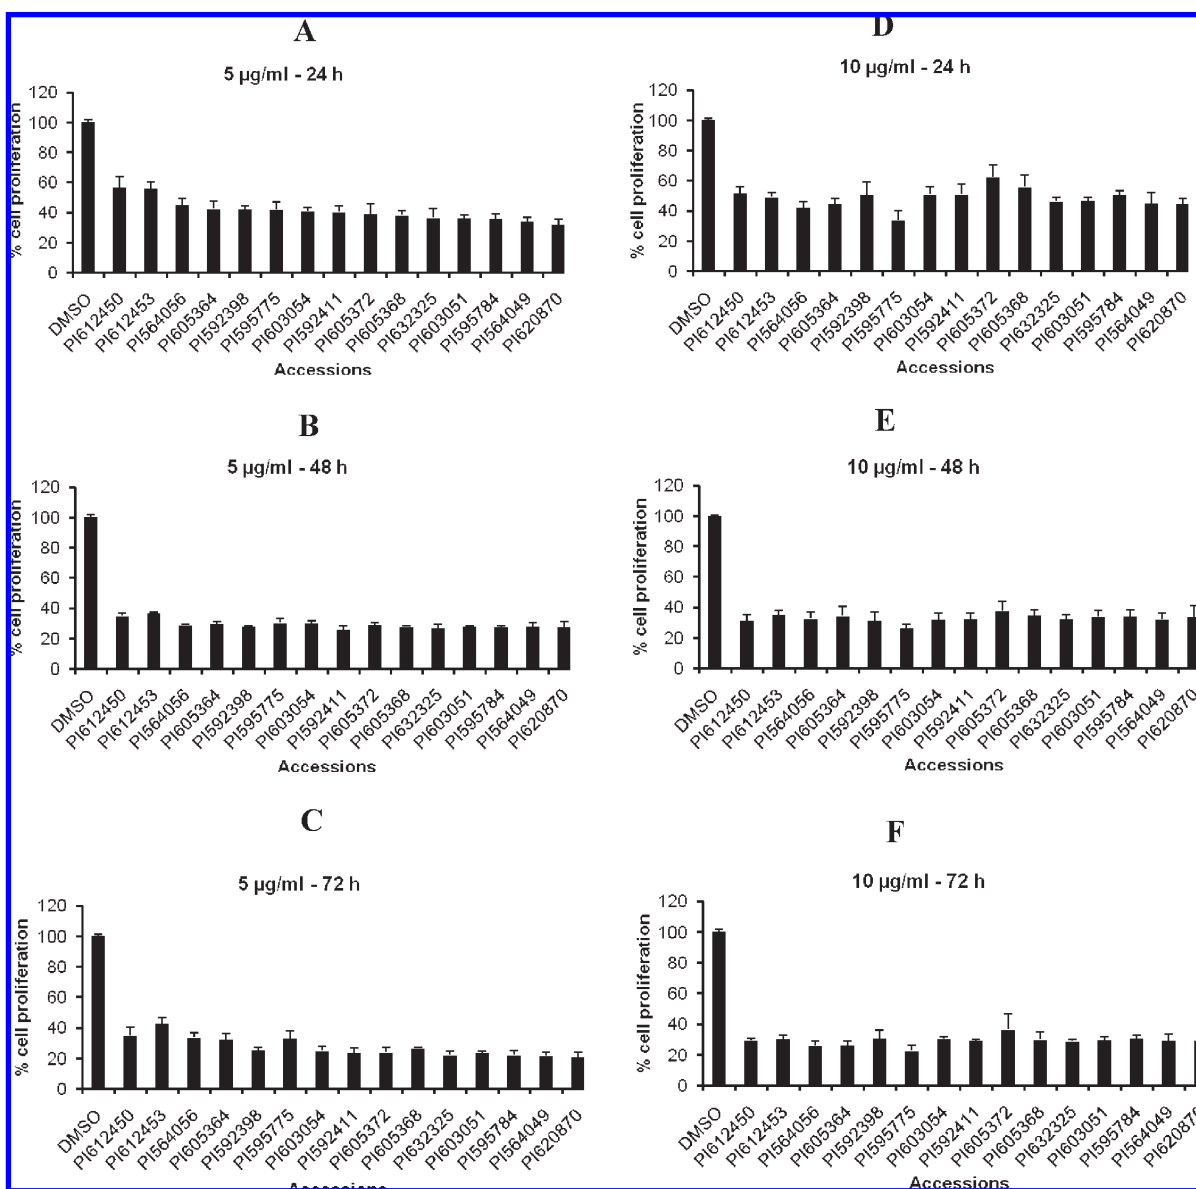 A
5 µg/ml - 24 h
% cell proliferation
120
100
80
60
40
20
0
DMSO
PI612450
PI612453
PI564056
PI605364
PI592398
PI595775
PI603054
PI592411
PI605372
PI605368
PI632325
PI603051
PI595784
PI564049
PI620870
Accessions
B
5 µg/ml - 48 h
% cell proliferation
120
100
80
60
40
20
0
DMSO
PI612450
PI612453
PI564056
PI605364
PI592398
PI595775
PI603054
PI592411
PI605372
PI605368
PI632325
PI603051
PI595784
PI564049
PI620870
Accessions
C
5 µg/ml - 72 h
% cell proliferation
120
100
80
60
40
20
0
DMSO
PI612450
PI612453
PI564056
PI605364
PI592398
PI595775
PI603054
PI592411
PI605372
PI605368
PI632325
PI603051
PI595784
PI564049
PI620870
Accessions
D
10 µg/ml - 24 h
% cell proliferation
120
100
80
60
40
20
0
DMSO
PI612450
PI612453
PI564056
PI605364
PI592398
PI595775
PI603054
PI592411
PI605372
PI605368
PI632325
PI603051
PI595784
PI564049
PI620870
Accessions
E
10 µg/ml - 48 h
% cell proliferation
120
100
80
60
40
20
0
DMSO
PI612450
PI612453
PI564056
PI605364
PI592398
PI595775
PI603054
PI592411
PI605372
PI605368
PI632325
PI603051
PI595784
PI564049
PI620870
Accessions
F
10 µg/ml - 72 h
% cell proliferation
120
100
80
60
40
20
0
DMSO
PI612450
PI612453
PI564056
PI605364
PI592398
PI595775
PI603054
PI592411
PI605372
PI605368
PI632325
PI603051
PI595784
PI564049
PI620870
Accessions